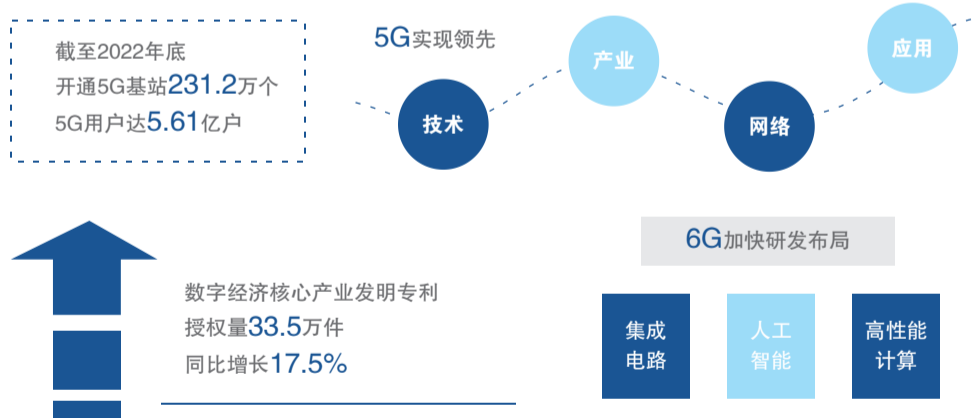 截至2022年底
开通5G基站231.2万个
5G用户达5.61亿户
5G实现领先
技术
产业
网络
应用
6G加快研发布局
集成
电路
人工
智能
高性能
计算
数字经济核心产业发明专利
授权量33.5万件
同比增长17.5%